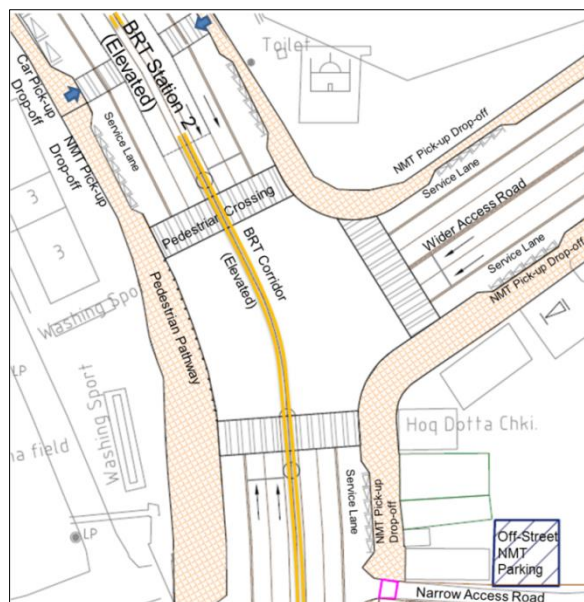 Toilet
BRT Station 2
(Elevated)
Car Pick-up
Drop-off
NMT Pick-up
Drop-off
Service Lane
NMT Pick-up Drop-off
Service Lane
Wider Access Road
Service Lane
NMT Pick-up Drop-off
Pedestrian Crossing
BRT Corridor
(Elevated)
3
3
Washing Spo
Pedestrian Pathway
LP
Washing Sport
na field
Hoq Dotta Chki.
LP
Service Lane
NMT Pick-up
Drop-off
Off-Street
NMT
Parking
Narrow Access Road